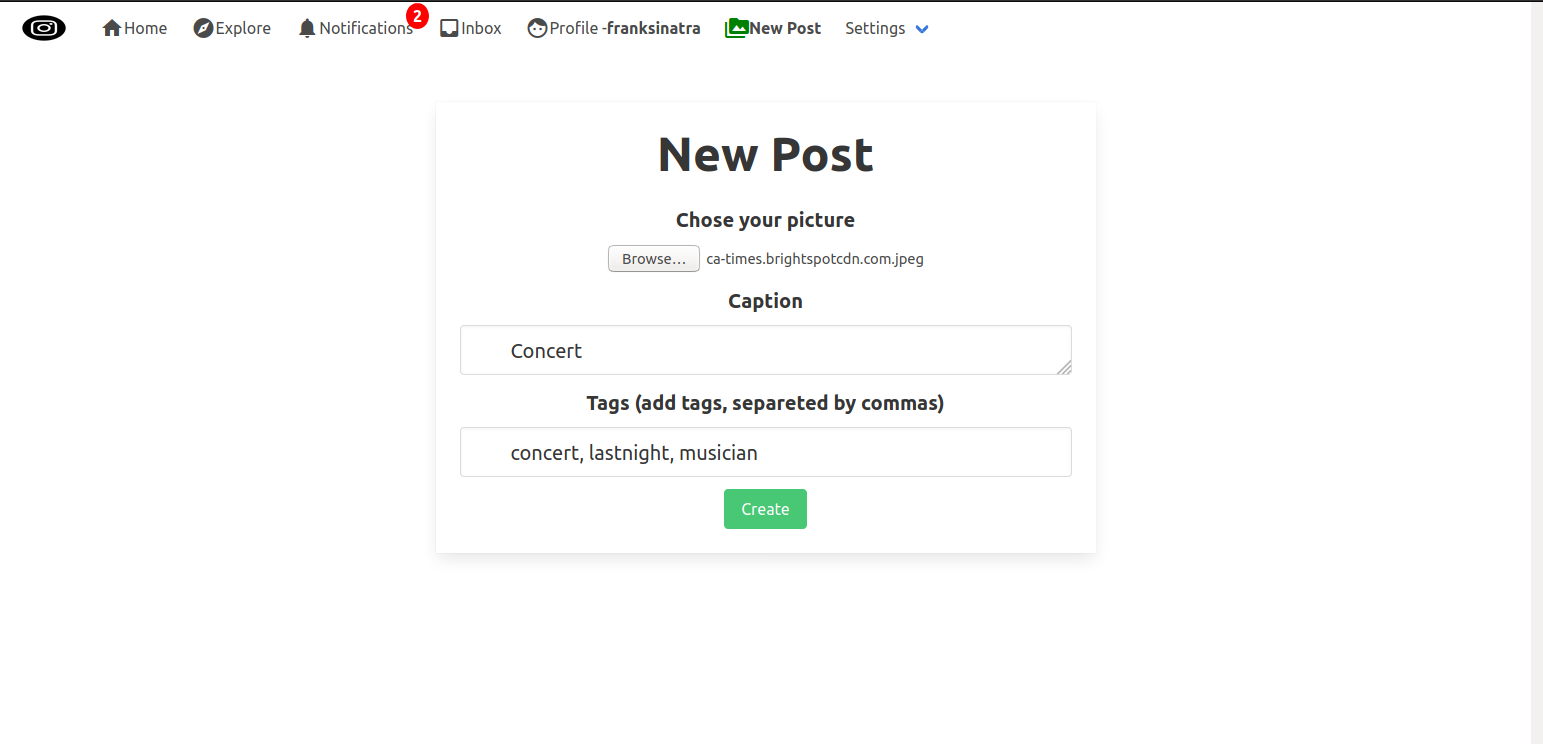 Home Explore Notifications 2 Inbox Profile -franksinatra New Post Settings
New Post
Chose your picture
Browse... ca-times.brightspotcdn.com.jpeg
Caption
Concert
Tags (add tags, separeted by commas)
concert, lastnight, musician
Create